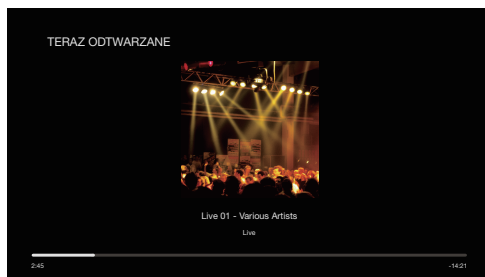 TERAZ ODTWARZANE
Live 01 - Various Artists
Live
2:45
-14:21